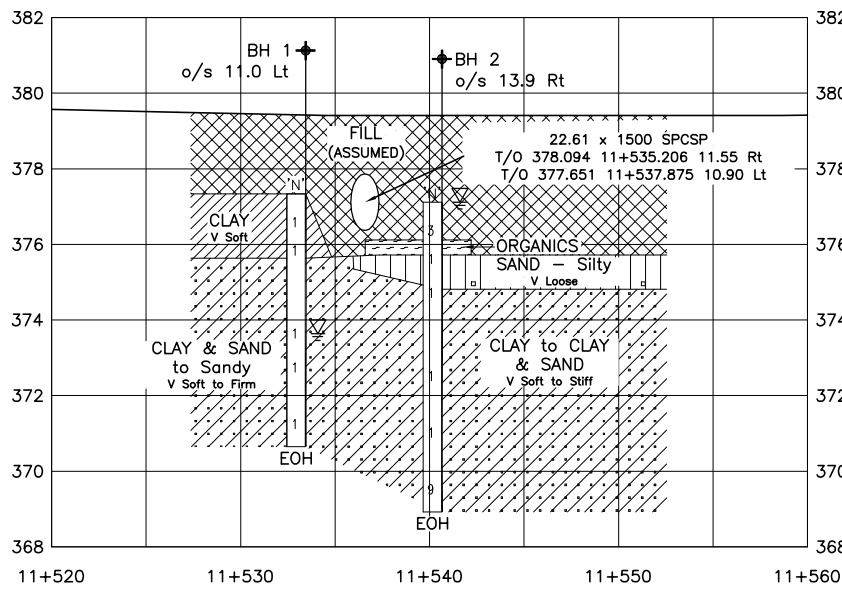 382
382
BH 1
o/s 11.0 Lt
BH 2
o/s 13.9 Rt
380
380
FILL
(ASSUMED)
22.61 x 1500 SPCSP
T/O 378.094 11+535.206 11.55 Rt
T/O 377.651 11+537.875 10.90 Lt
378
378
'N'
'N'
CLAY
V Soft
1
3
376
376
1
ORGANICS
SAND – Silty
V Loose
1
1
374
374
1
CLAY & SAND
to Sandy
V Soft to Firm
CLAY to CLAY
& SAND
V Soft to Stiff
1
1
372
372
1
1
EOH
370
370
9
EOH
368
368
11+520
11+530
11+540
11+550
11+560